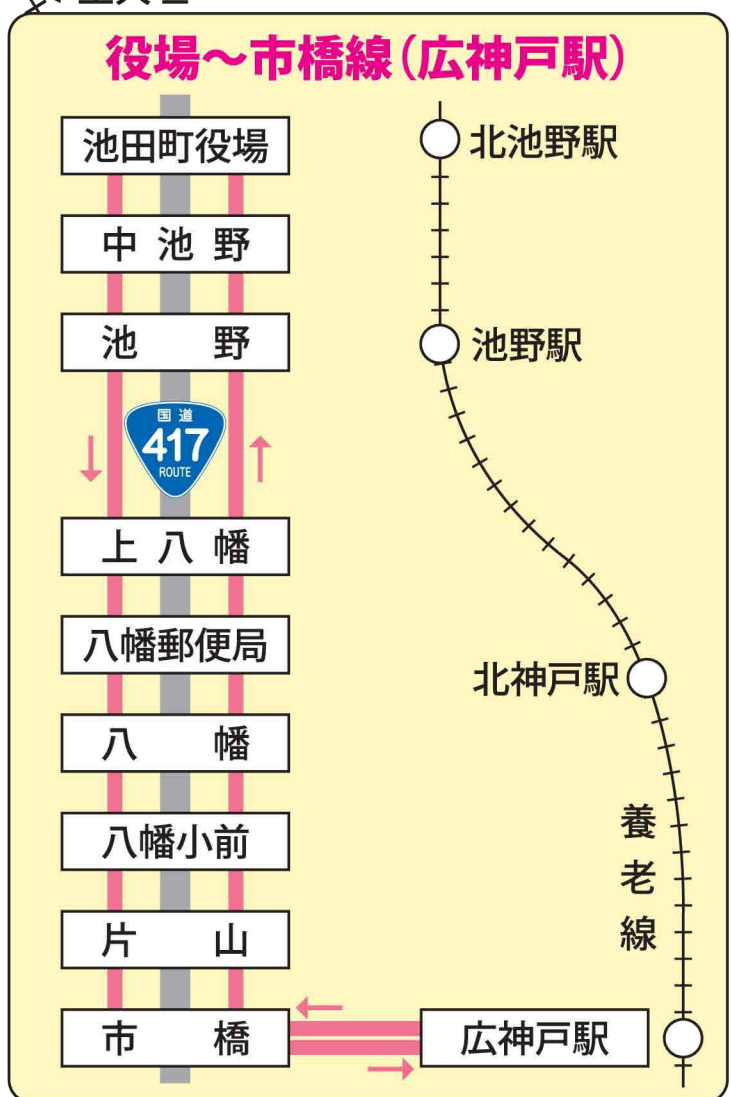 役場～市橋線(広神戸駅)
池田町役場
中池野
池野
国道
417
ROUTE
上八幡
八幡郵便局
八幡
八幡小前
片山
市橋
広神戸駅
北池野駅
池野駅
北神戸駅
養老線